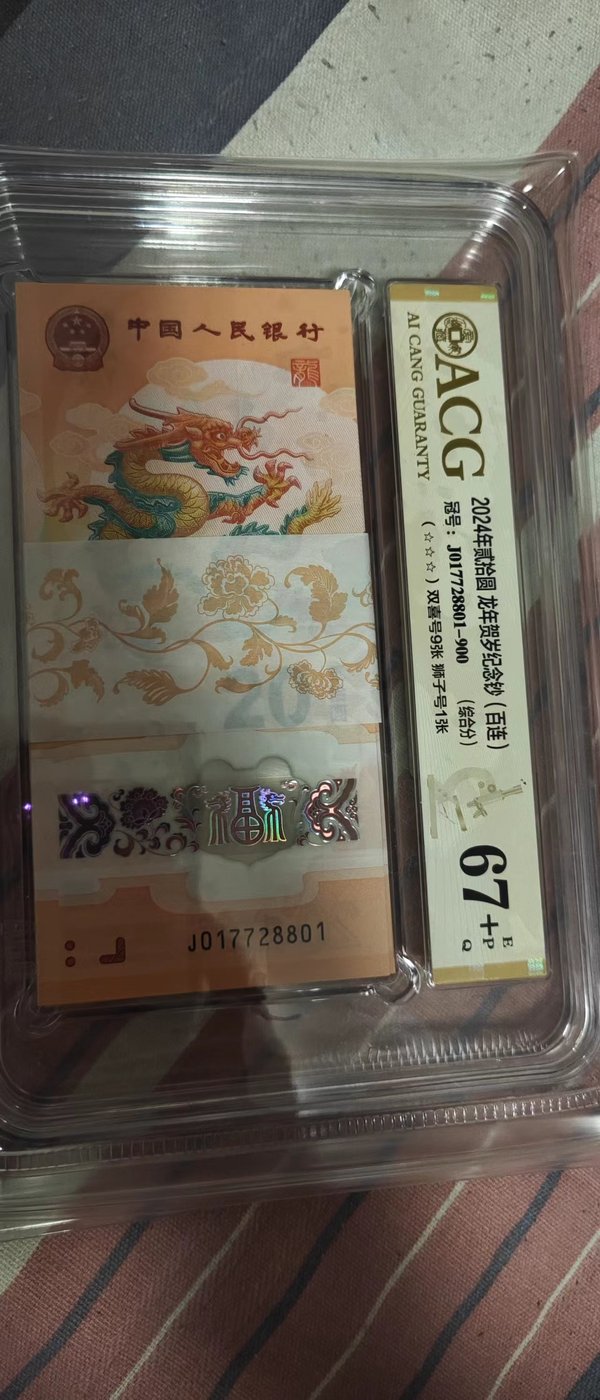 中国人民银行
龍
20
福
J017728801
ACG
AI CANG GUARANTY
2024年贰拾圆 龙年贺岁纪念钞（百连）
冠号：J017728801-900 （综合分）
（☆☆☆）双喜号9张 狮子号1张
67+
E
P
Q